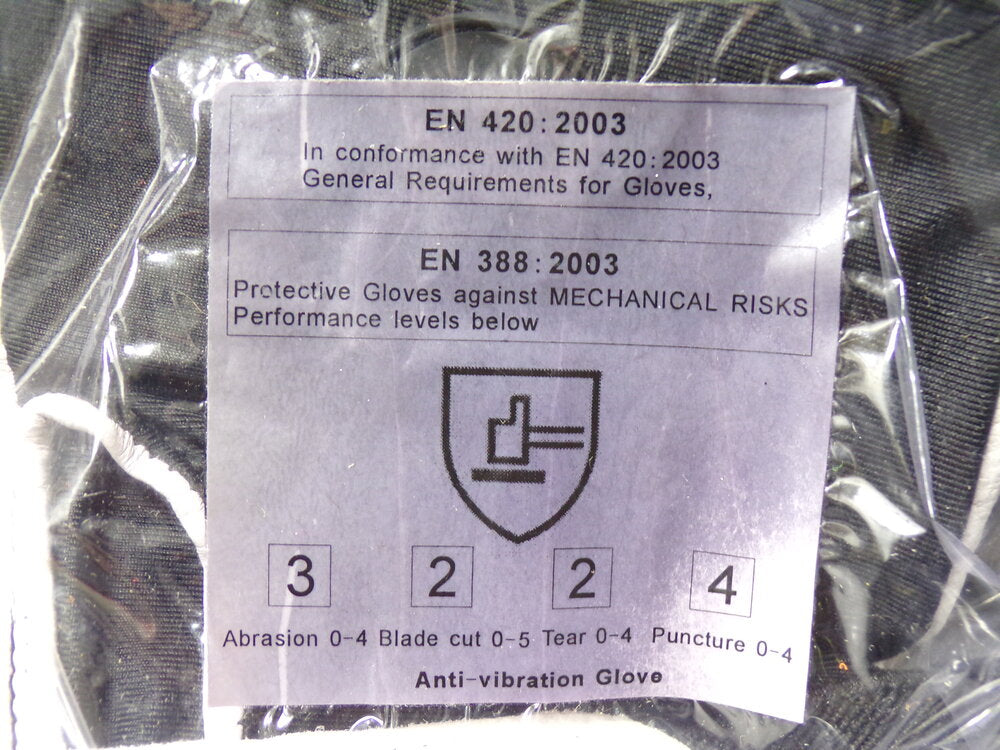 EN 420:2003
In conformance with EN 420:2003
General Requirements for Gloves,
EN 388:2003
Protective Gloves against MECHANICAL RISKS
Performance levels below
3 2 2 4
Abrasion 0-4 Blade cut 0-5 Tear 0-4 Puncture 0-4
Anti-vibration Glove